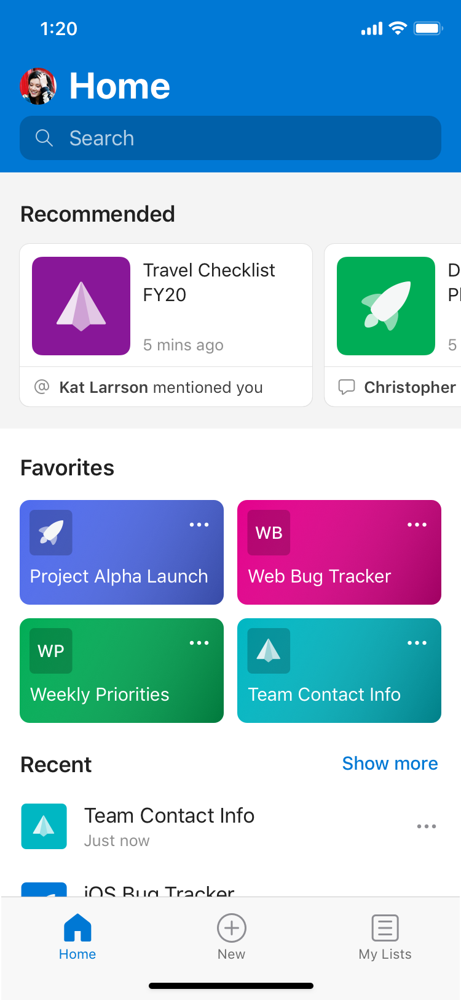 1:20
Home
Search
Recommended
Travel Checklist
FY20
5 mins ago
@ Kat Larrson mentioned you
5
Christopher
Favorites
Project Alpha Launch
WB
Web Bug Tracker
WP
Weekly Priorities
Team Contact Info
Recent
Show more
Team Contact Info
Just now
iOS Bug Tracker
Home
New
My Lists